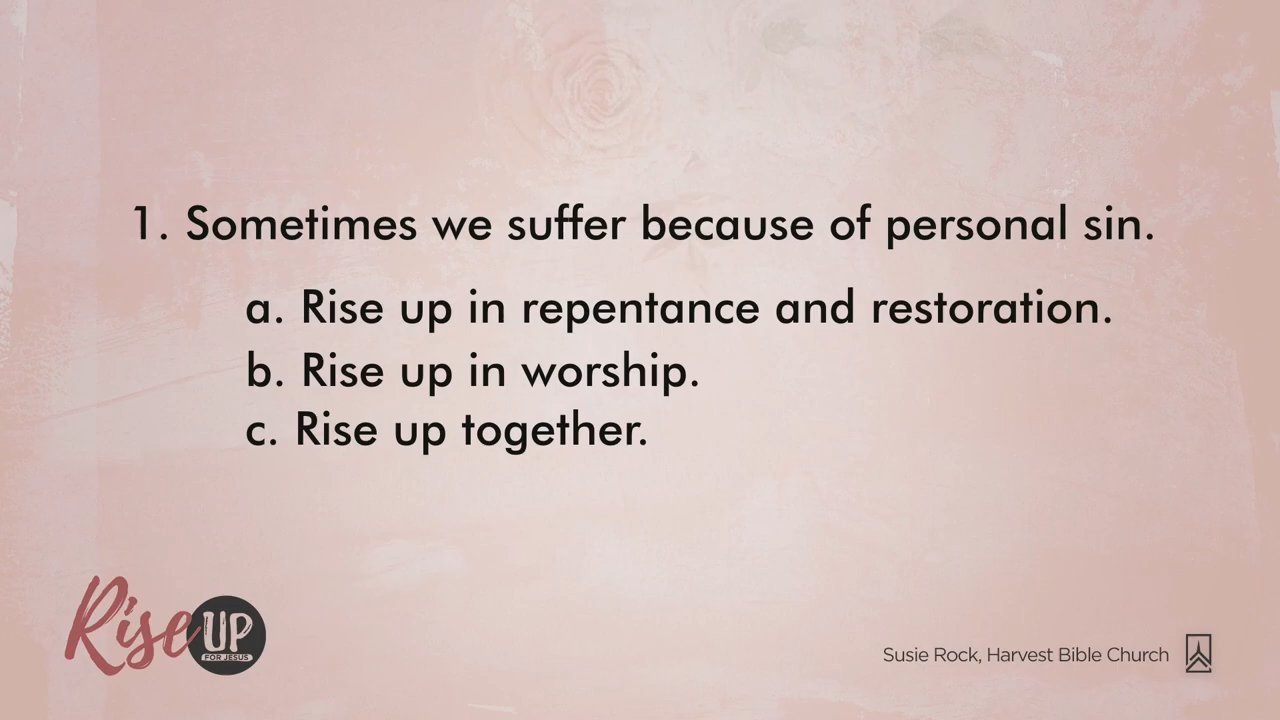 1. Sometimes we suffer because of personal sin.
a. Rise up in repentance and restoration.
b. Rise up in worship.
c. Rise up together.
Rise UP
FOR JESUS
Susie Rock, Harvest Bible Church